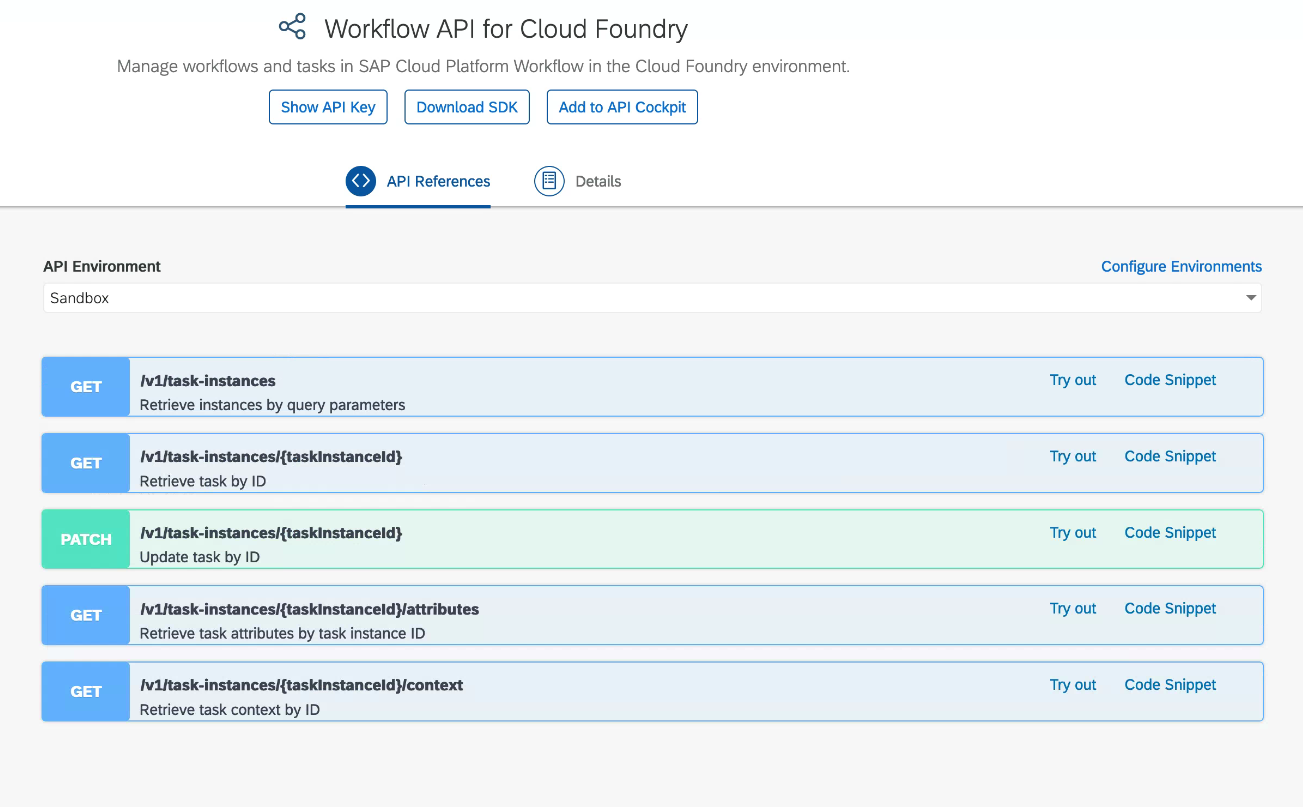 Workflow API for Cloud Foundry
Manage workflows and tasks in SAP Cloud Platform Workflow in the Cloud Foundry environment.
Show API Key Download SDK Add to API Cockpit
API References Details
API Environment Configure Environments
Sandbox
GET /v1/task-instances Try out Code Snippet
Retrieve instances by query parameters
GET /v1/task-instances/{taskInstanceId} Try out Code Snippet
Retrieve task by ID
PATCH /v1/task-instances/{taskInstanceId} Try out Code Snippet
Update task by ID
GET /v1/task-instances/{taskInstanceId}/attributes Try out Code Snippet
Retrieve task attributes by task instance ID
GET /v1/task-instances/{taskInstanceId}/context Try out Code Snippet
Retrieve task context by ID